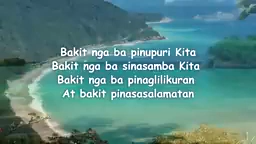 Bakit nga ba pinupuri Kita
Bakit nga ba sinasamba Kita
Bakit nga ba pinaglilikuran
At bakit pinasasalamatan